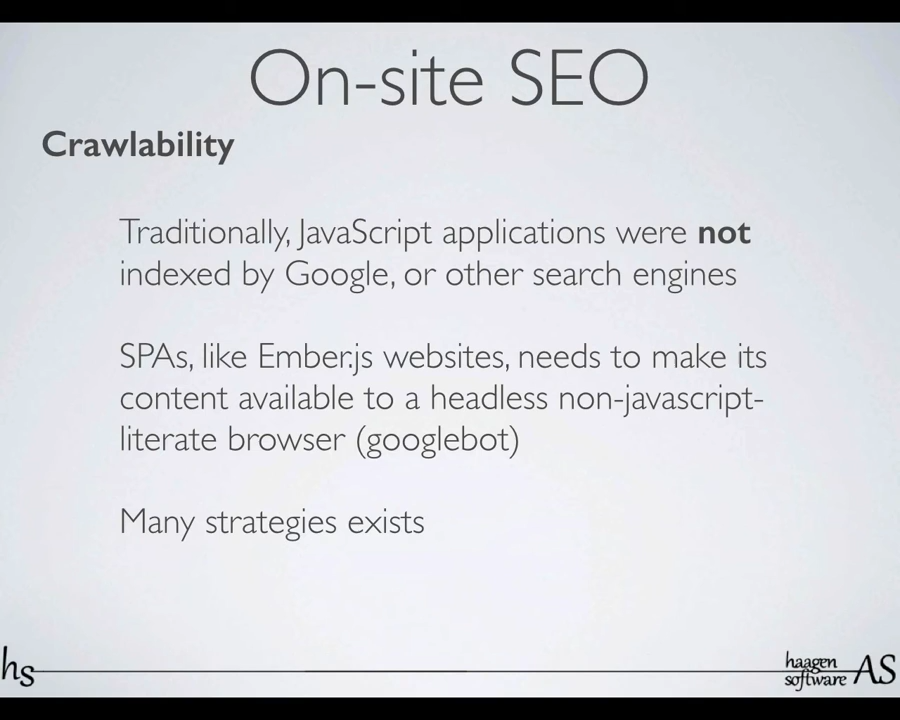 On-site SEO
Crawlability
Traditionally, JavaScript applications were not
indexed by Google, or other search engines
SPAs, like Ember.js websites, needs to make its
content available to a headless non-javascript-
literate browser (googlebot)
Many strategies exists
hs
haagen
software AS